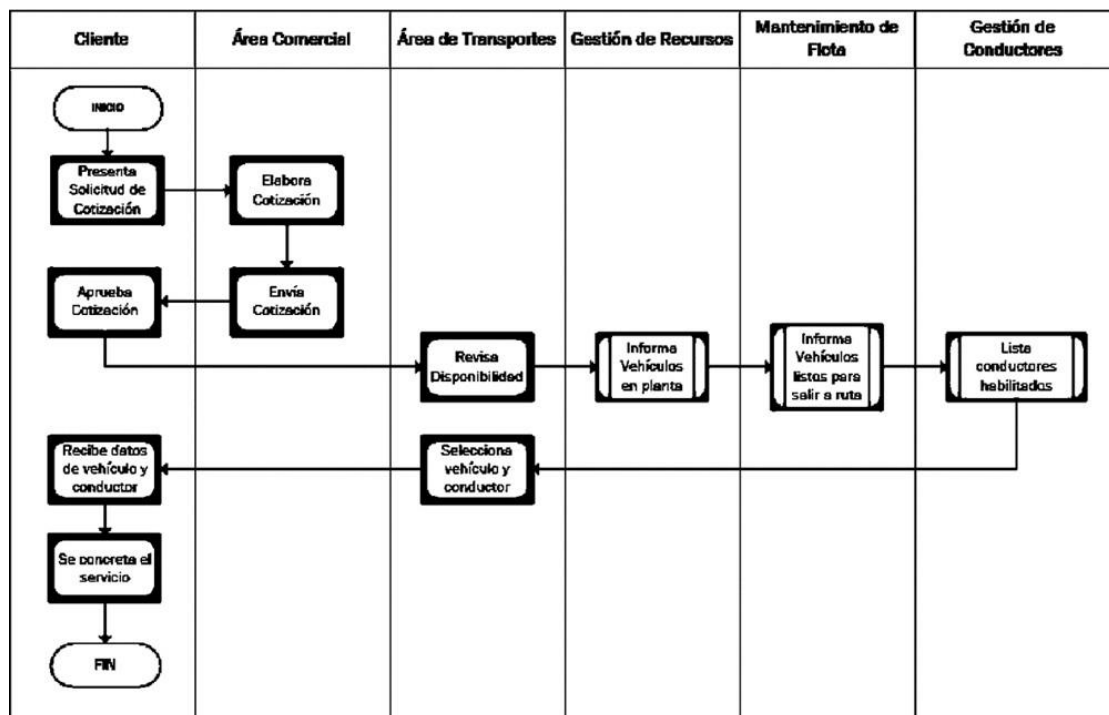 Cliente
Área Comercial
Área de Transportes
Gestión de Recursos
Mantenimiento de
Flota
Gestión de
Conductores
INICIO
Presenta
Solicitud de
Cotización
Elabora
Cotización
Aprueba
Cotización
Envía
Cotización
Revisa
Disponibilidad
Informa
Vehículos
en planta
Informa
Vehículos
listos para
salir a ruta
Lista
conductores
habilitados
Recibe datos
de vehículo y
conductor
Selecciona
vehículo y
conductor
Se concreta el
servicio
FIN